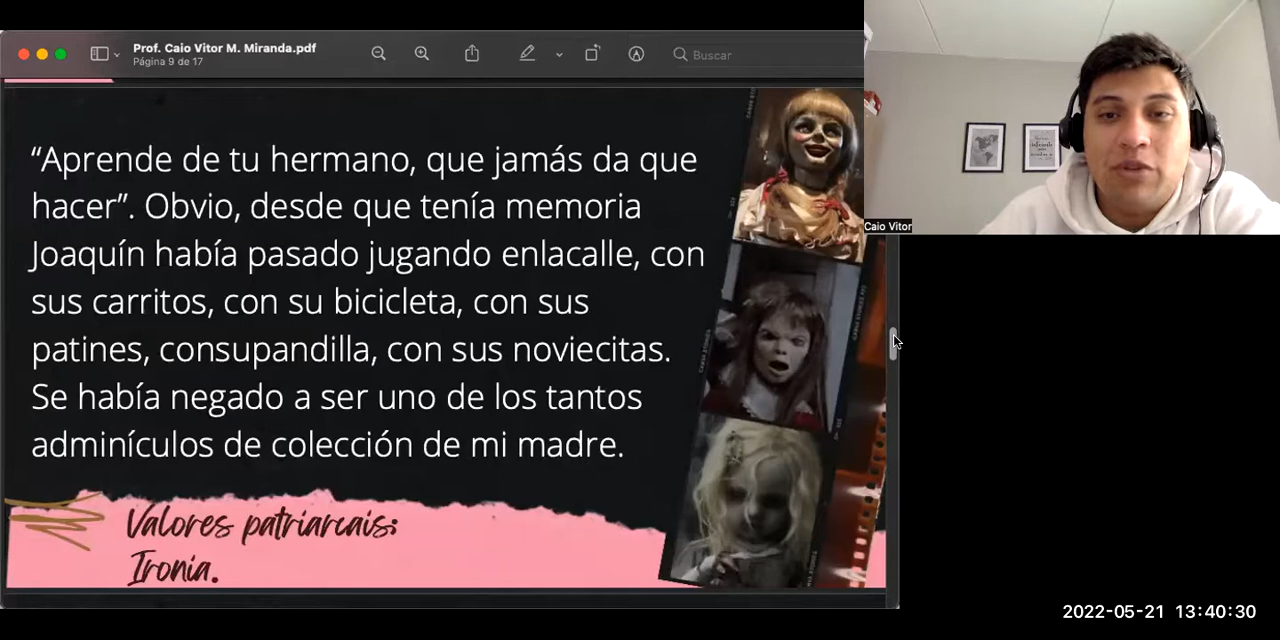 Prof. Caio Vitor M. Miranda.pdf
Página 9 de 17
Buscar
“Aprende de tu hermano, que jamás da que
hacer”. Obvio, desde que tenía memoria
Joaquín había pasado jugando enlacalle, con
sus carritos, con su bicicleta, con sus
patines, consupandilla, con sus noviecitas.
Se había negado a ser uno de los tantos
adminículos de colección de mi madre.
Valores patriarcais:
Ironia.
Caio Vitor
2022-05-21 13:40:30